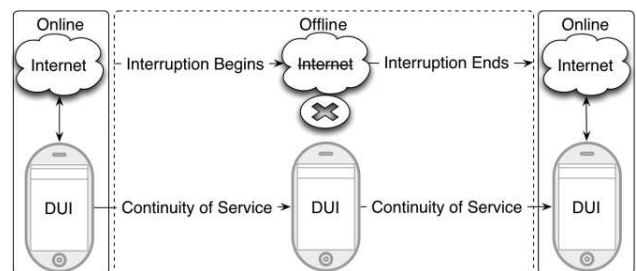 Online
Offline
Online
Internet
Interruption Begins
Internet
Interruption Ends
Internet
DUI
Continuity of Service
DUI
Continuity of Service
DUI